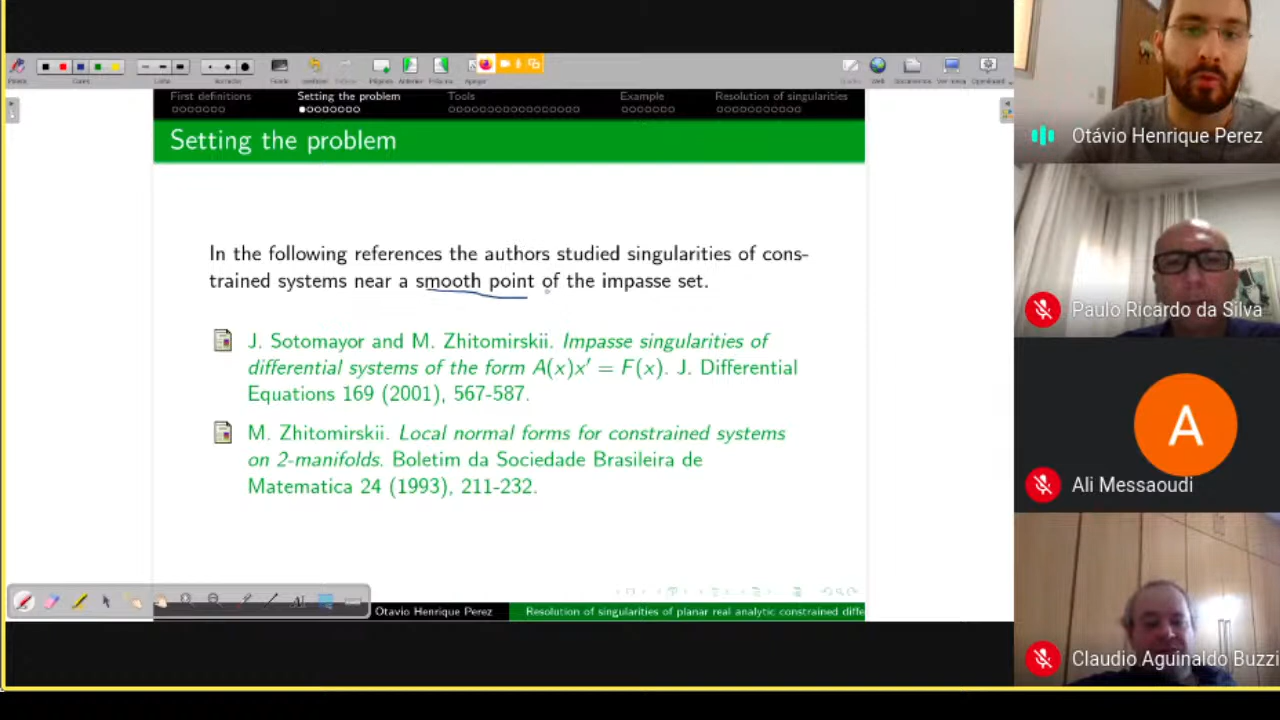 First definitions Setting the problem Tools Example Resolution of singularities
Setting the problem
In the following references the authors studied singularities of cons-
trained systems near a smooth point of the impasse set.
J. Sotomayor and M. Zhitomirskii. Impasse singularities of
differential systems of the form A(x)x′ = F(x). J. Differential
Equations 169 (2001), 567-587.
M. Zhitomirskii. Local normal forms for constrained systems
on 2-manifolds. Boletim da Sociedade Brasileira de
Matematica 24 (1993), 211-232.
Otavio Henrique Perez Resolution of singularities of planar real analytic constrained diffe
Otávio Henrique Perez
Paulo Ricardo da Silva
A
Ali Messaoudi
Claudio Aguinaldo Buzzi